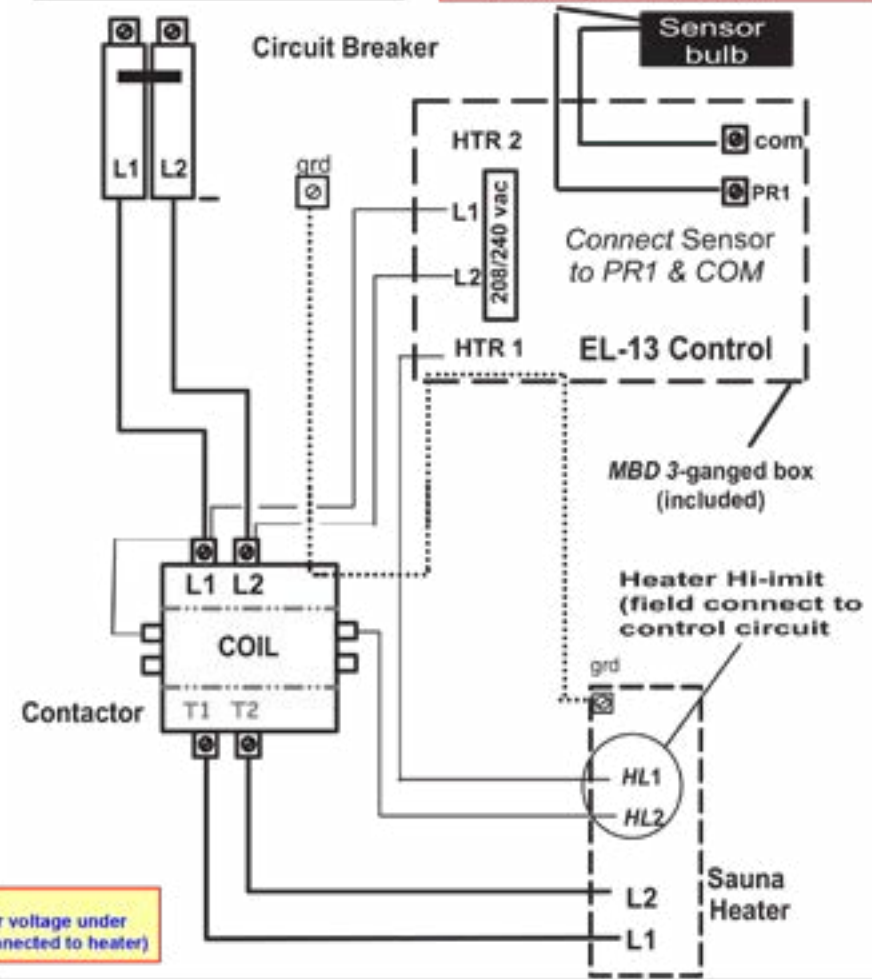 Circuit Breaker
Sensor
bulb
L1
L2
grd
HTR 2
com
PR1
L1
208/240 vac
L2
Connect Sensor
to PR1 & COM
HTR 1
EL-13 Control
MBD 3-ganged box
(included)
L1 L2
COIL
T1 T2
Contactor
Heater Hi-imit
(field connect to
control circuit
grd
HL1
HL2
L2
L1
Sauna
Heater
voltage under
to heater)